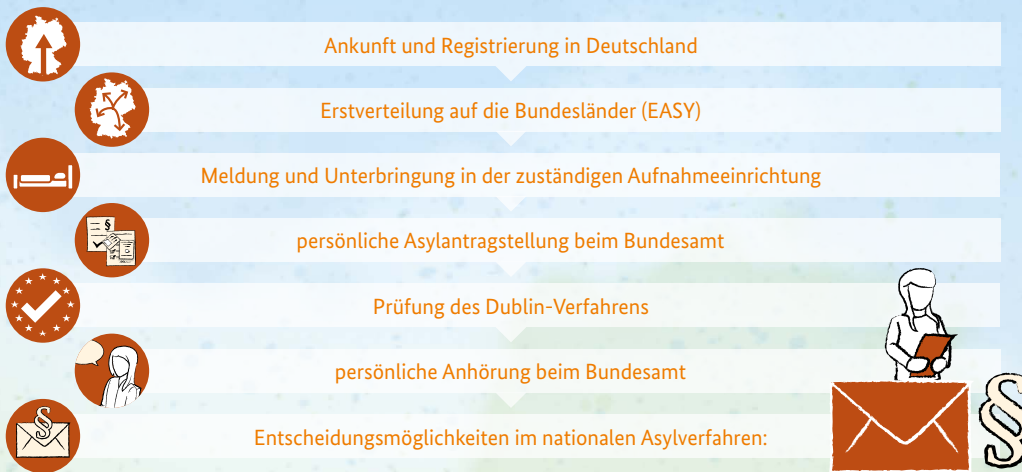 Ankunft und Registrierung in Deutschland
Erstverteilung auf die Bundesländer (EASY)
Meldung und Unterbringung in der zuständigen Aufnahmeeinrichtung
§
persönliche Asylantragstellung beim Bundesamt
Prüfung des Dublin-Verfahrens
persönliche Anhörung beim Bundesamt
§
Entscheidungsmöglichkeiten im nationalen Asylverfahren:
§